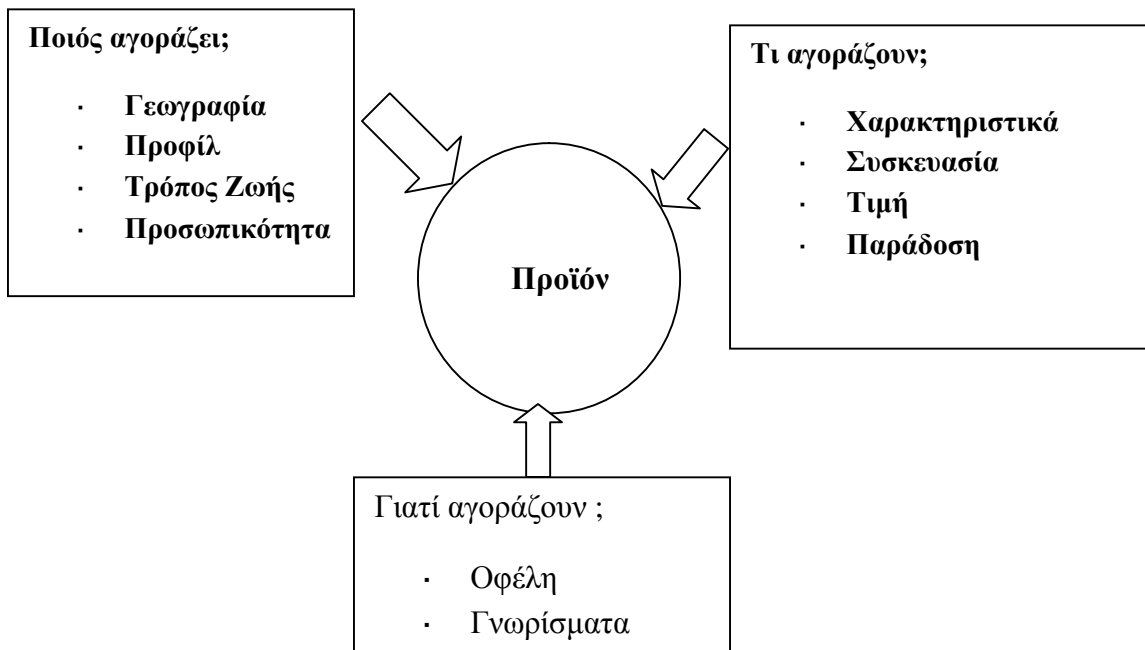 Ποιός αγοράζει;
· Γεωγραφία
· Προφίλ
· Τρόπος Ζωής
· Προσωπικότητα
Τι αγοράζουν;
· Χαρακτηριστικά
· Συσκευασία
· Τιμή
· Παράδοση
Προϊόν
Γιατί αγοράζουν ;
· Οφέλη
· Γνωρίσματα